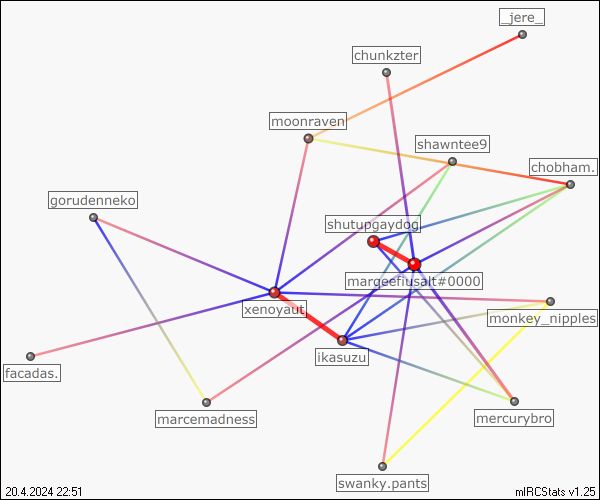 _jere_
chunkzter
moonraven
shawntee9
chobham.
gorudenneko
shutupgaydog
margeefiusalt#0000
xenoyaut
monkey_nipples
ikasuzu
facadas.
marcemadness
mercurybro
swanky.pants
20.4.2024 22:51
mIRCStats v1.25